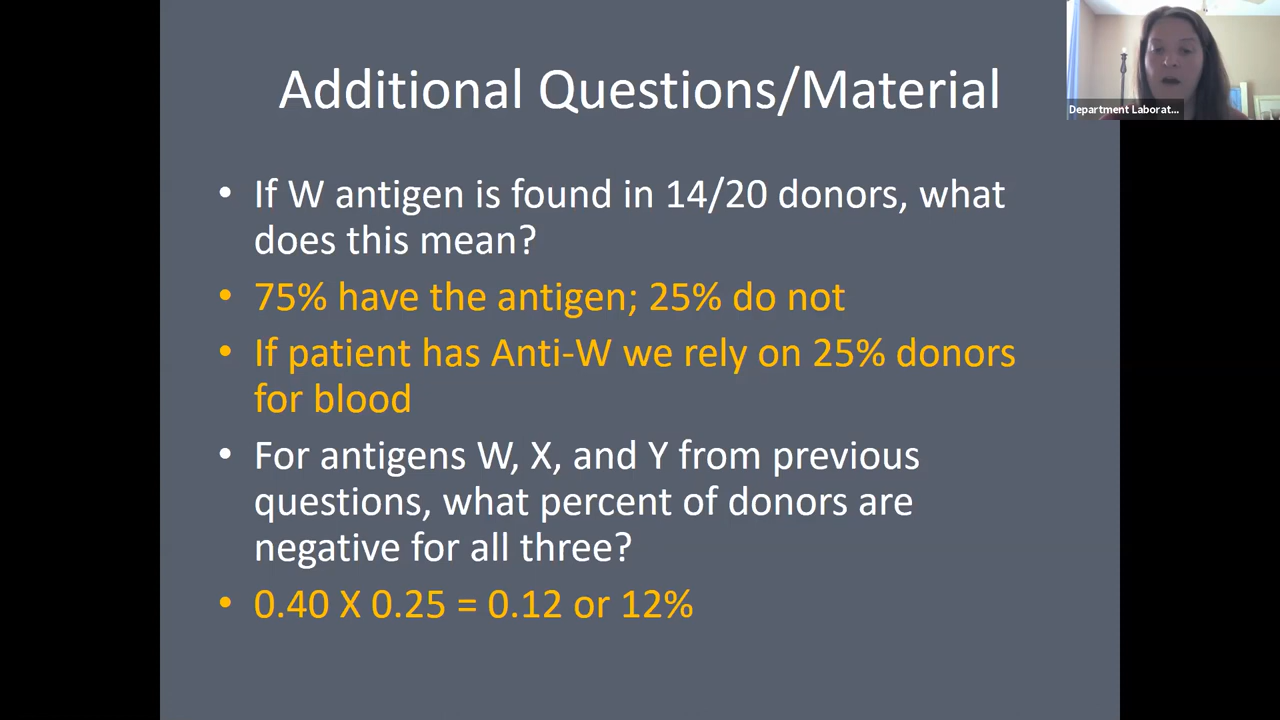 Department Laborat...
Additional Questions/Material
• If W antigen is found in 14/20 donors, what
does this mean?
• 75% have the antigen; 25% do not
• If patient has Anti-W we rely on 25% donors
for blood
• For antigens W, X, and Y from previous
questions, what percent of donors are
negative for all three?
• 0.40 X 0.25 = 0.12 or 12%